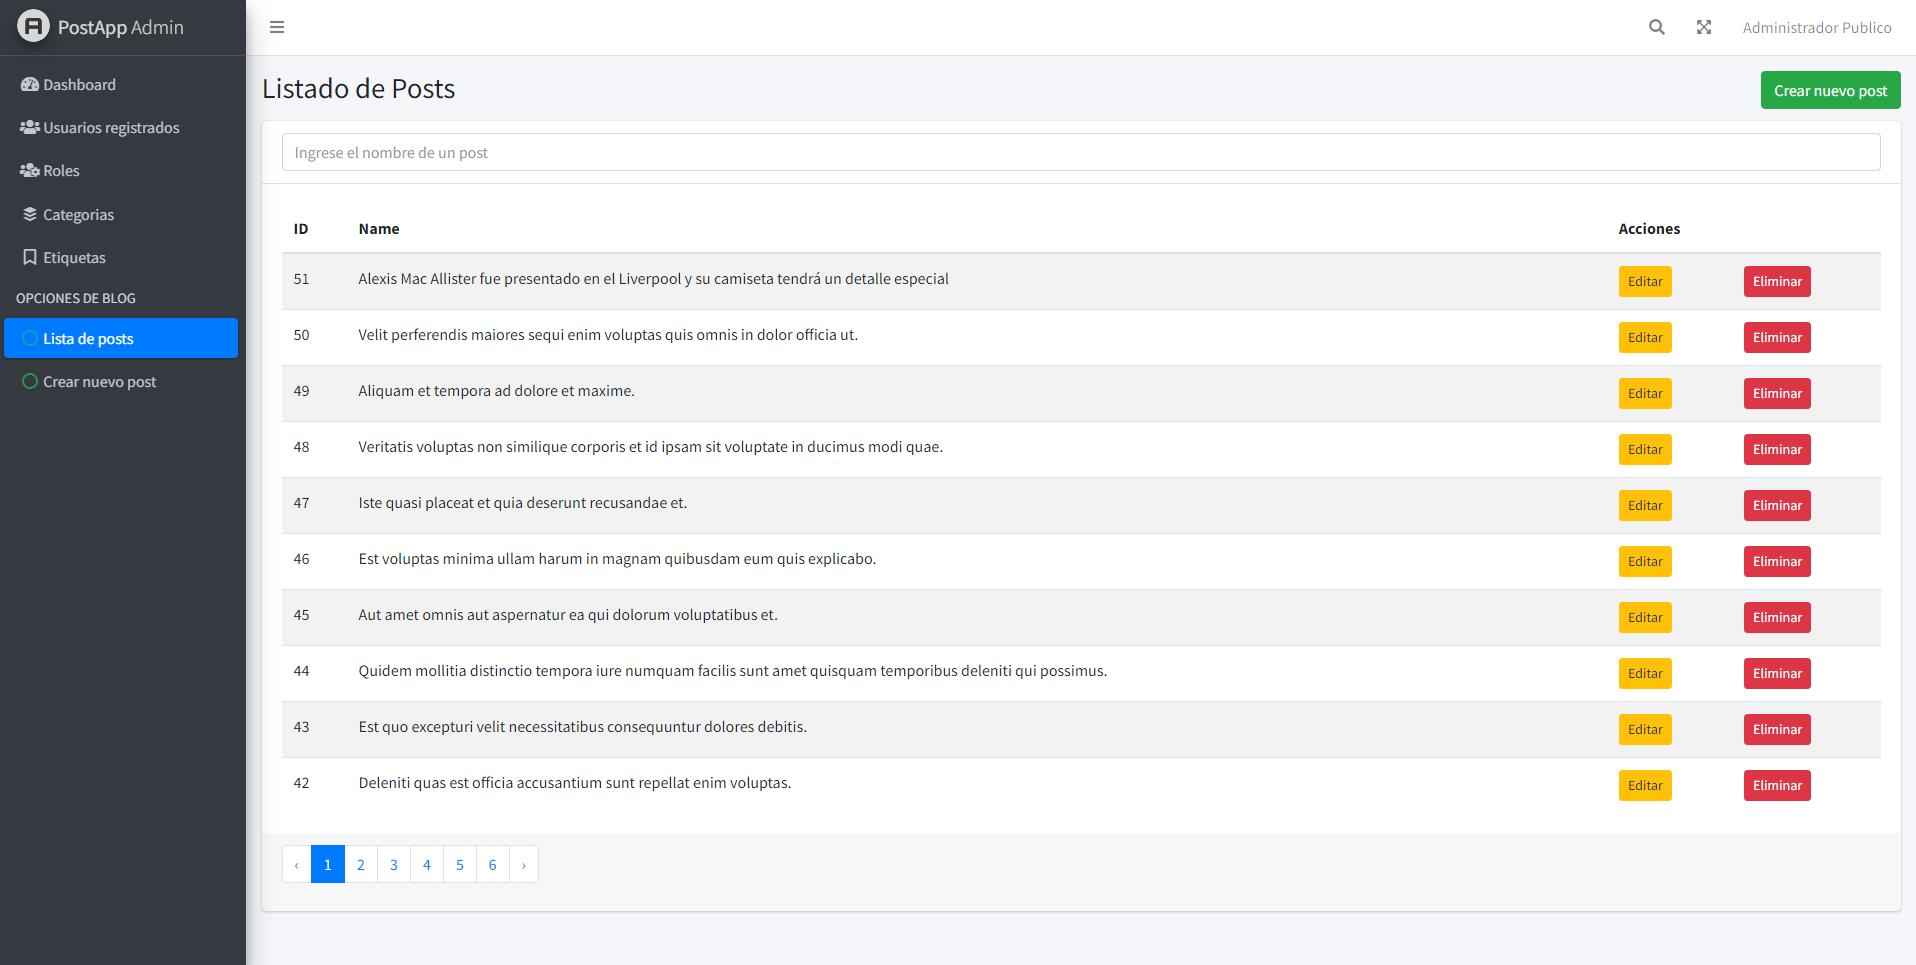 PostApp Admin
Administrador Publico
Dashboard
Usuarios registrados
Roles
Categorias
Etiquetas
OPCIONES DE BLOG
Lista de posts
Crear nuevo post
Listado de Posts
Crear nuevo post
Ingrese el nombre de un post
ID Name Acciones
51 Alexis Mac Allister fue presentado en el Liverpool y su camiseta tendrá un detalle especial Editar Eliminar
50 Velit perferendis maiores sequi enim voluptas quis omnis in dolor officia ut. Editar Eliminar
49 Aliquam et tempora ad dolore et maxime. Editar Eliminar
48 Veritatis voluptas non similique corporis et id ipsam sit voluptate in ducimus modi quae. Editar Eliminar
47 Iste quasi placeat et quia deserunt recusandae et. Editar Eliminar
46 Est voluptas minima ullam harum in magnam quibusdam eum quis explicabo. Editar Eliminar
45 Aut amet omnis aut aspernatur ea qui dolorum voluptatibus et. Editar Eliminar
44 Quidem mollitia distinctio tempora iure numquam facilis sunt amet quisquam temporibus deleniti qui possimus. Editar Eliminar
43 Est quo excepturi velit necessitatibus consequuntur dolores debitis. Editar Eliminar
42 Deleniti quas est officia accusantium sunt repellat enim voluptas. Editar Eliminar
‹ 1 2 3 4 5 6 ›